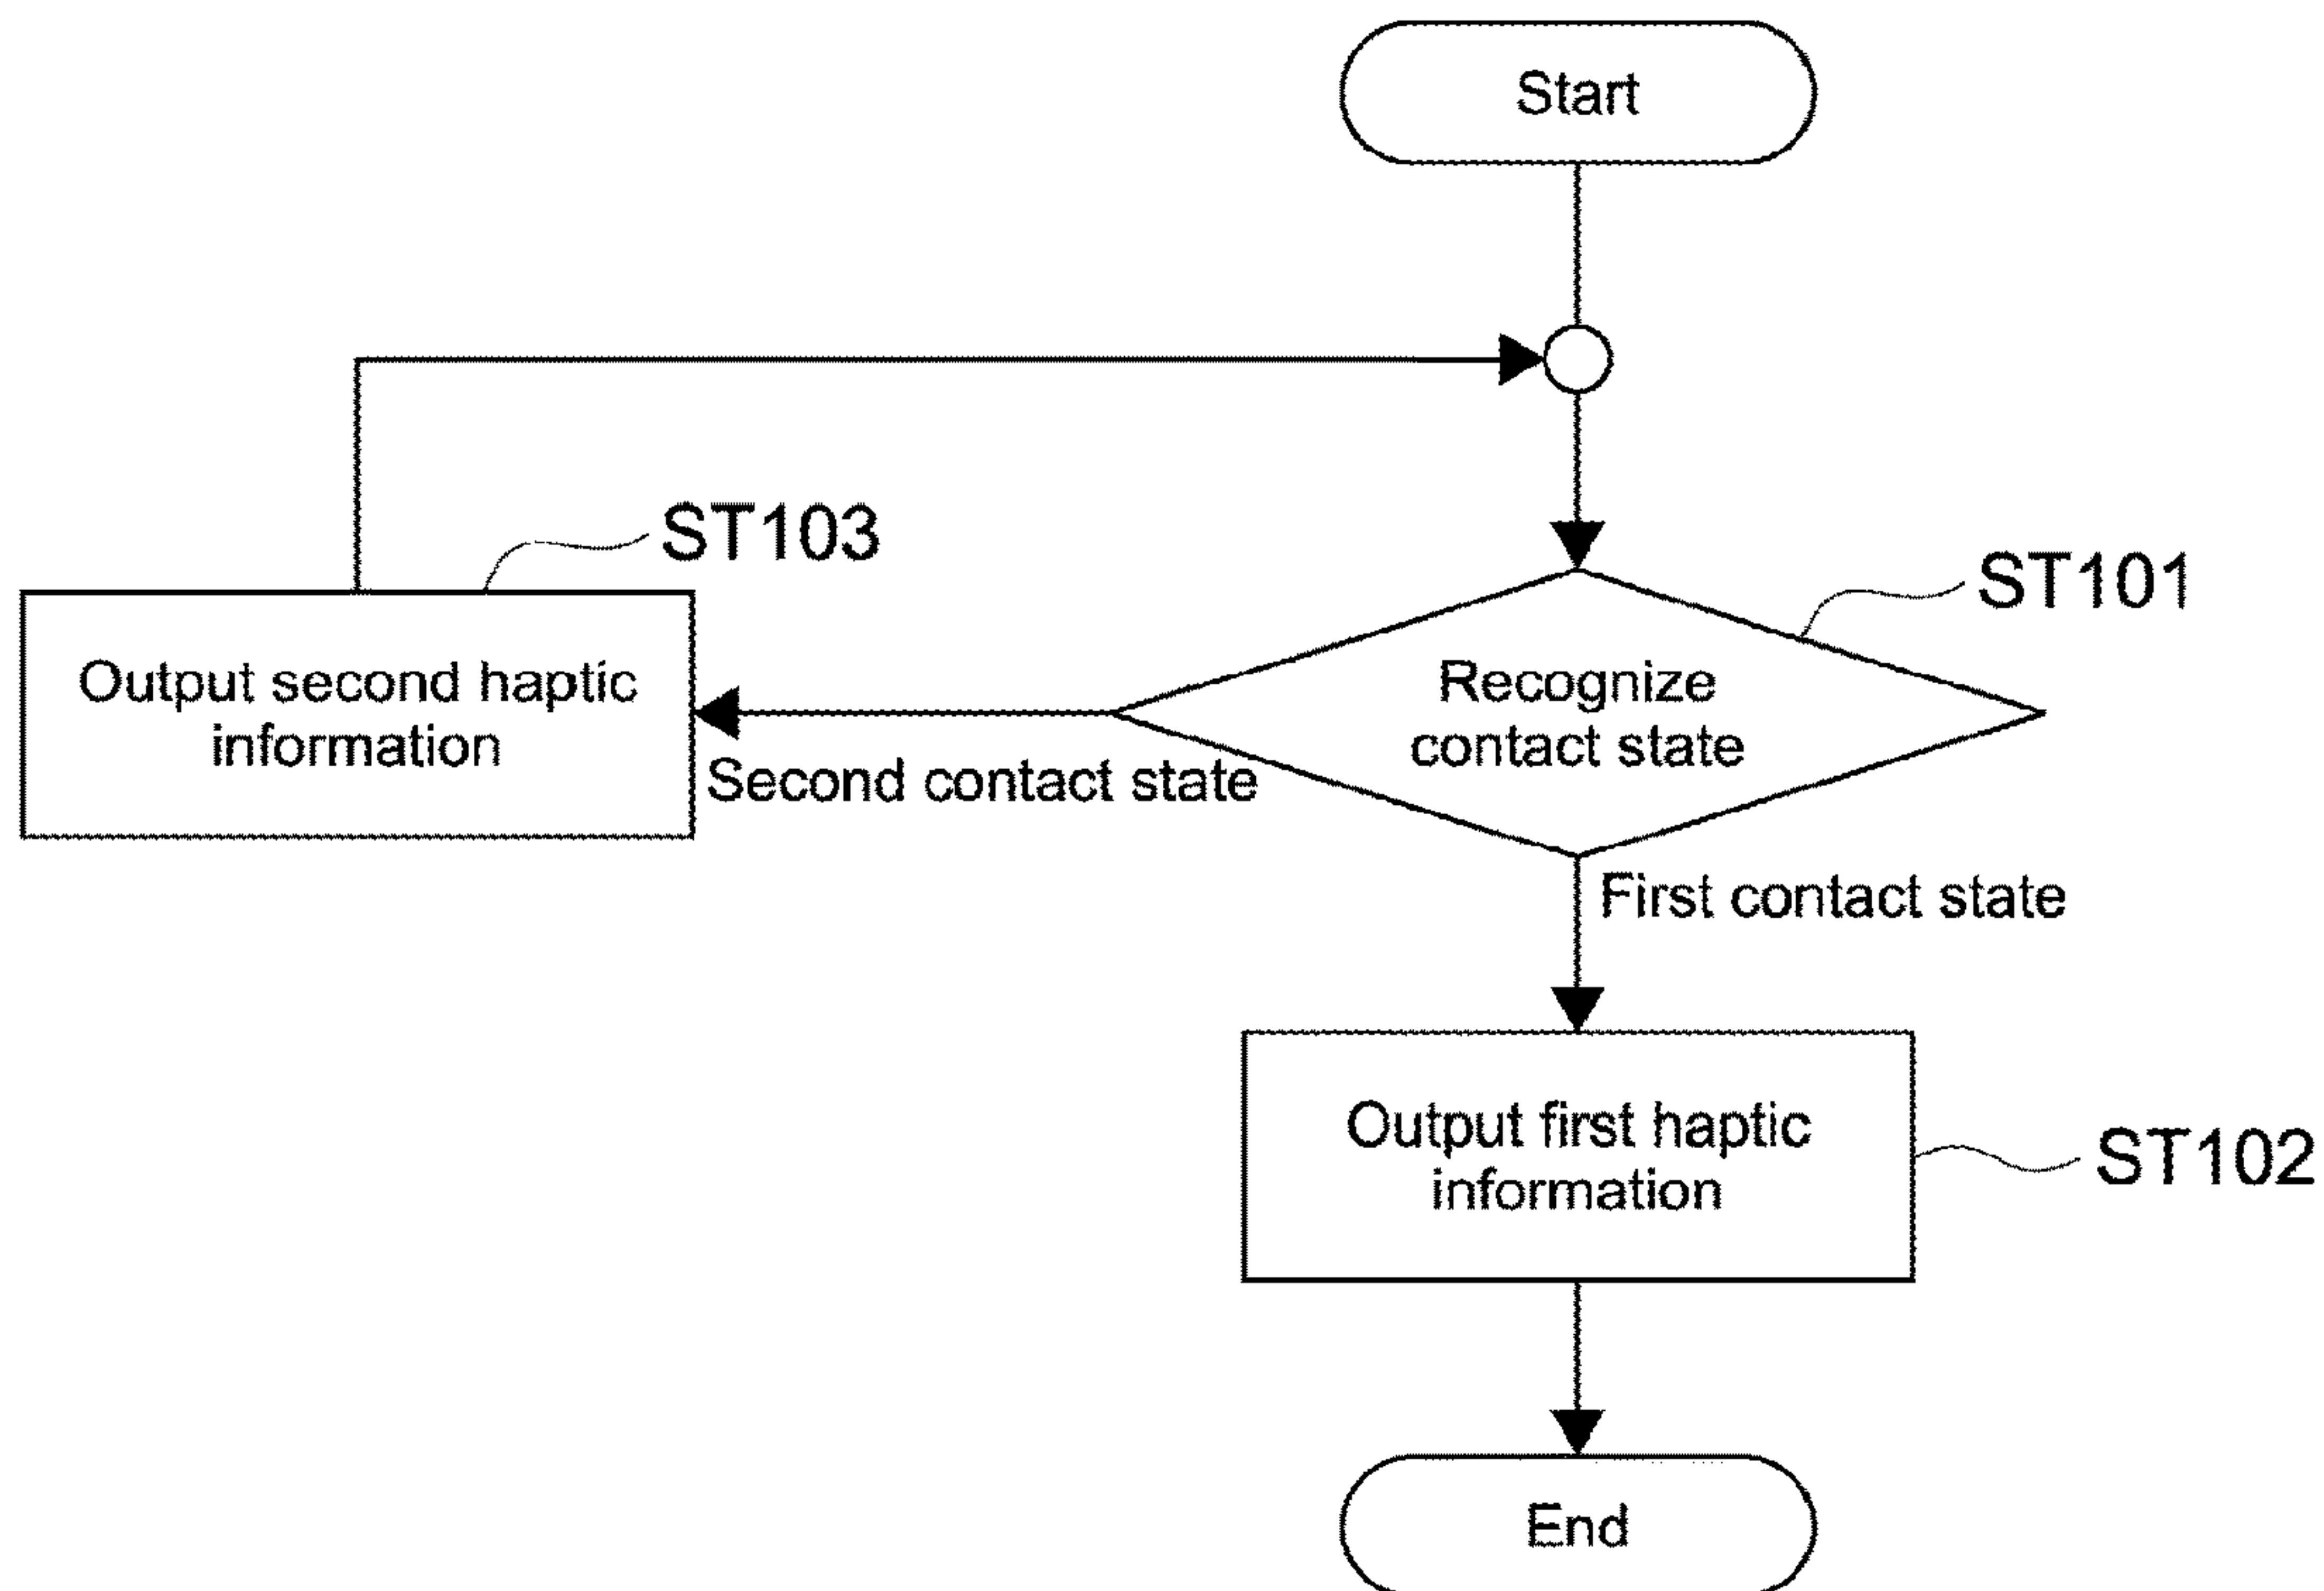 Start
ST103
ST101
Output second haptic
information
Recognize
contact state
Second contact state
First contact state
Output first haptic
information
ST102
End